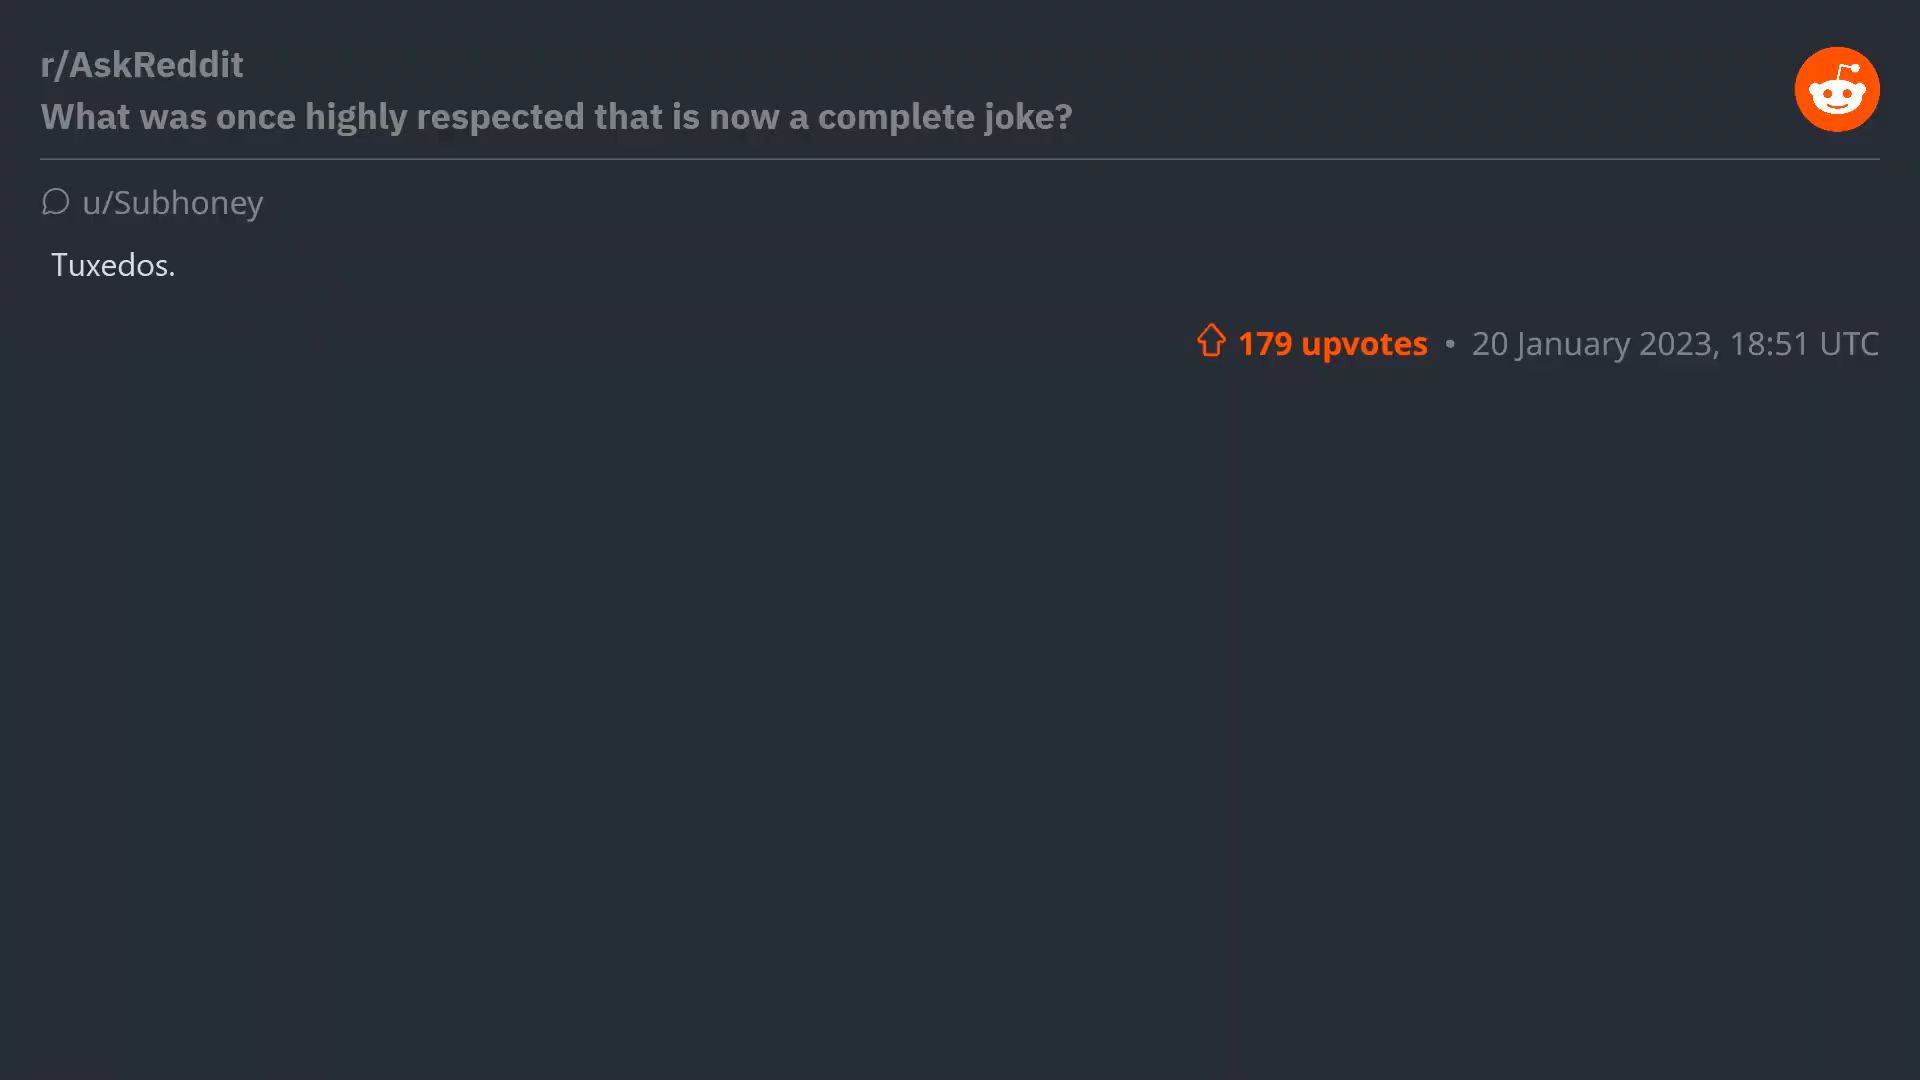 r/AskReddit
What was once highly respected that is now a complete joke?
u/Subhoney
Tuxedos.
179 upvotes • 20 January 2023, 18:51 UTC